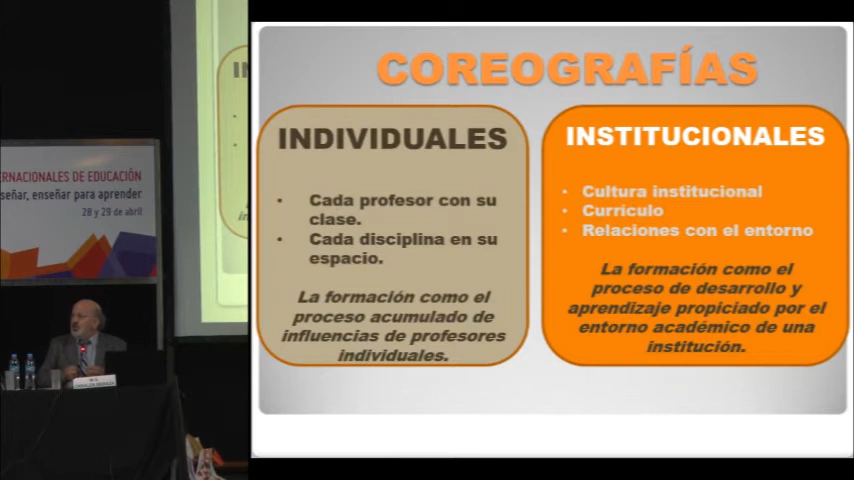 COREOGRAFÍAS
INDIVIDUALES
• Cada profesor con su
clase.
• Cada disciplina en su
espacio.
La formación como el
proceso acumulado de
influencias de profesores
individuales.
INSTITUCIONALES
• Cultura institucional
• Currículo
• Relaciones con el entorno
La formación como el
proceso de desarrollo y
aprendizaje propiciado por el
entorno académico de una
institución.
ERNACIONALES DE EDUCACIÓN
señar, enseñar para aprender
28 y 29 de abril